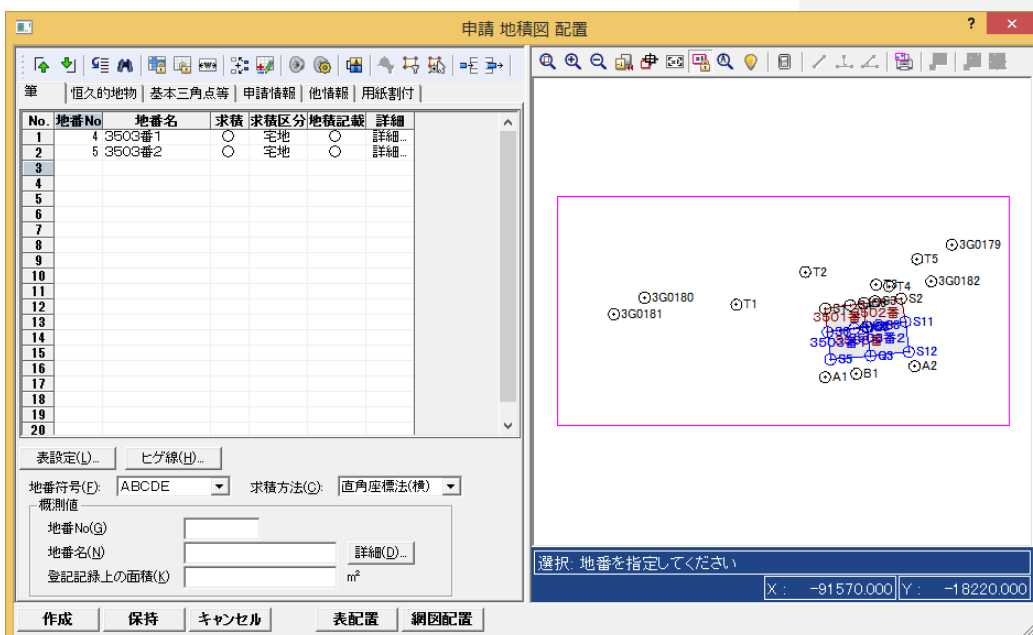 申請 地積図 配置
? ×
筆 恒久的地物 基本三角点等 申請情報 他情報 用紙割付
No. 地番No 地番名 求積 求積区分 地積記載 詳細
1 4 3503番1 ○ 宅地 ○ 詳細...
2 5 3503番2 ○ 宅地 ○ 詳細...
3
4
5
6
7
8
9
10
11
12
13
14
15
16
17
18
19
20
表設定(L)... ヒゲ線(H)...
地番符号(F): ABCDE 求積方法(C): 直角座標法(横)
概測値
地番No(G)
地番名(N) 詳細(D)...
登記記録上の面積(K) m²
作成 保持 キャンセル 表配置 網図配置
3G0179
T5
T2
3G0182
T4
3G0180
S2
T1
3G0181
S11
S12
S5
Q3
A2
A1
B1
選択: 地番を指定してください
X : -91570.000 Y : -18220.000